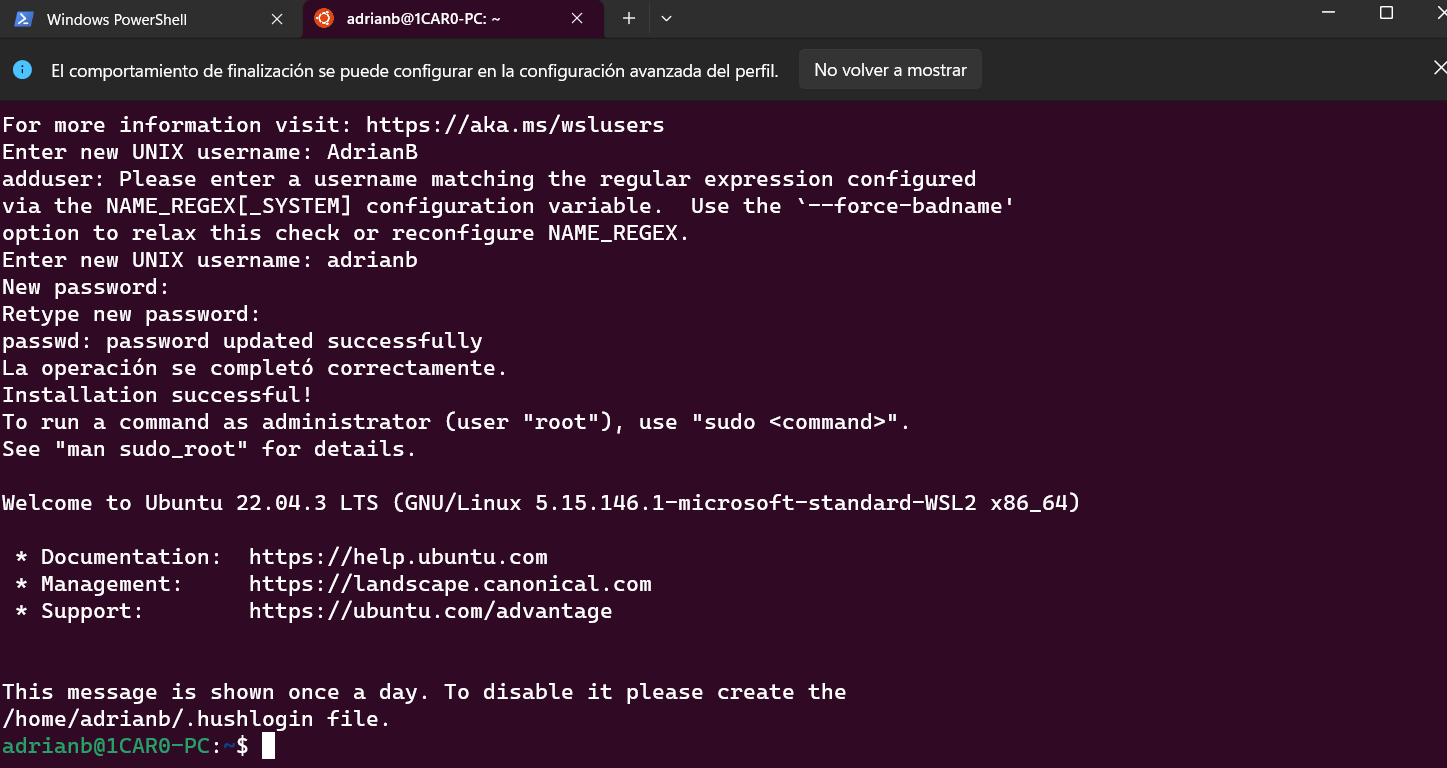 Windows PowerShell
adrianb@1CAR0-PC: ~
El comportamiento de finalización se puede configurar en la configuración avanzada del perfil.
No volver a mostrar
For more information visit: https://aka.ms/wslusers
Enter new UNIX username: AdrianB
adduser: Please enter a username matching the regular expression configured
via the NAME_REGEX[_SYSTEM] configuration variable.  Use the `--force-badname'
option to relax this check or reconfigure NAME_REGEX.
Enter new UNIX username: adrianb
New password:
Retype new password:
passwd: password updated successfully
La operación se completó correctamente.
Installation successful!
To run a command as administrator (user "root"), use "sudo <command>".
See "man sudo_root" for details.

Welcome to Ubuntu 22.04.3 LTS (GNU/Linux 5.15.146.1-microsoft-standard-WSL2 x86_64)

 * Documentation:  https://help.ubuntu.com
 * Management:     https://landscape.canonical.com
 * Support:        https://ubuntu.com/advantage

This message is shown once a day. To disable it please create the
/home/adrianb/.hushlogin file.
adrianb@1CAR0-PC:~$